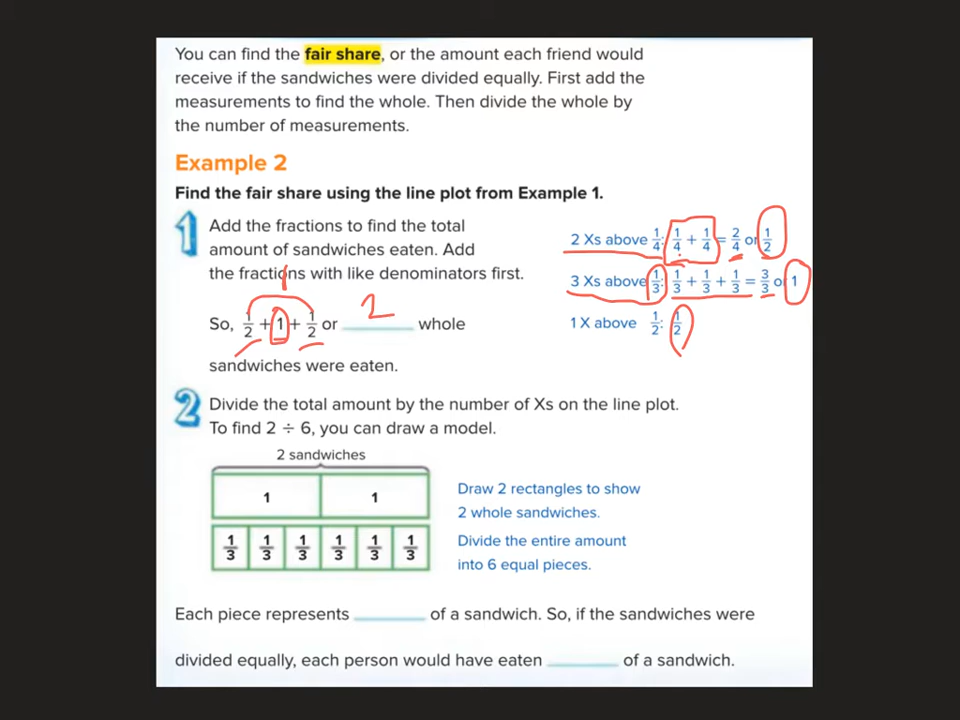 You can find the fair share, or the amount each friend would
receive if the sandwiches were divided equally. First add the
measurements to find the whole. Then divide the whole by
the number of measurements.
Example 2
Find the fair share using the line plot from Example 1.
1 Add the fractions to find the total
amount of sandwiches eaten. Add
the fractions with like denominators first.
1
So, 1/2 + 1 + 1/2 or 2 whole
sandwiches were eaten.
2 Xs above 1/4: 1/4 + 1/4 = 2/4 or 1/2
3 Xs above 1/3: 1/3 + 1/3 + 1/3 = 3/3 or 1
1 X above 1/2: 1/2
2 Divide the total amount by the number of Xs on the line plot.
To find 2 ÷ 6, you can draw a model.
2 sandwiches
1 1
1/3 1/3 1/3 1/3 1/3 1/3
Draw 2 rectangles to show
2 whole sandwiches.
Divide the entire amount
into 6 equal pieces.
Each piece represents ______ of a sandwich. So, if the sandwiches were
divided equally, each person would have eaten ______ of a sandwich.